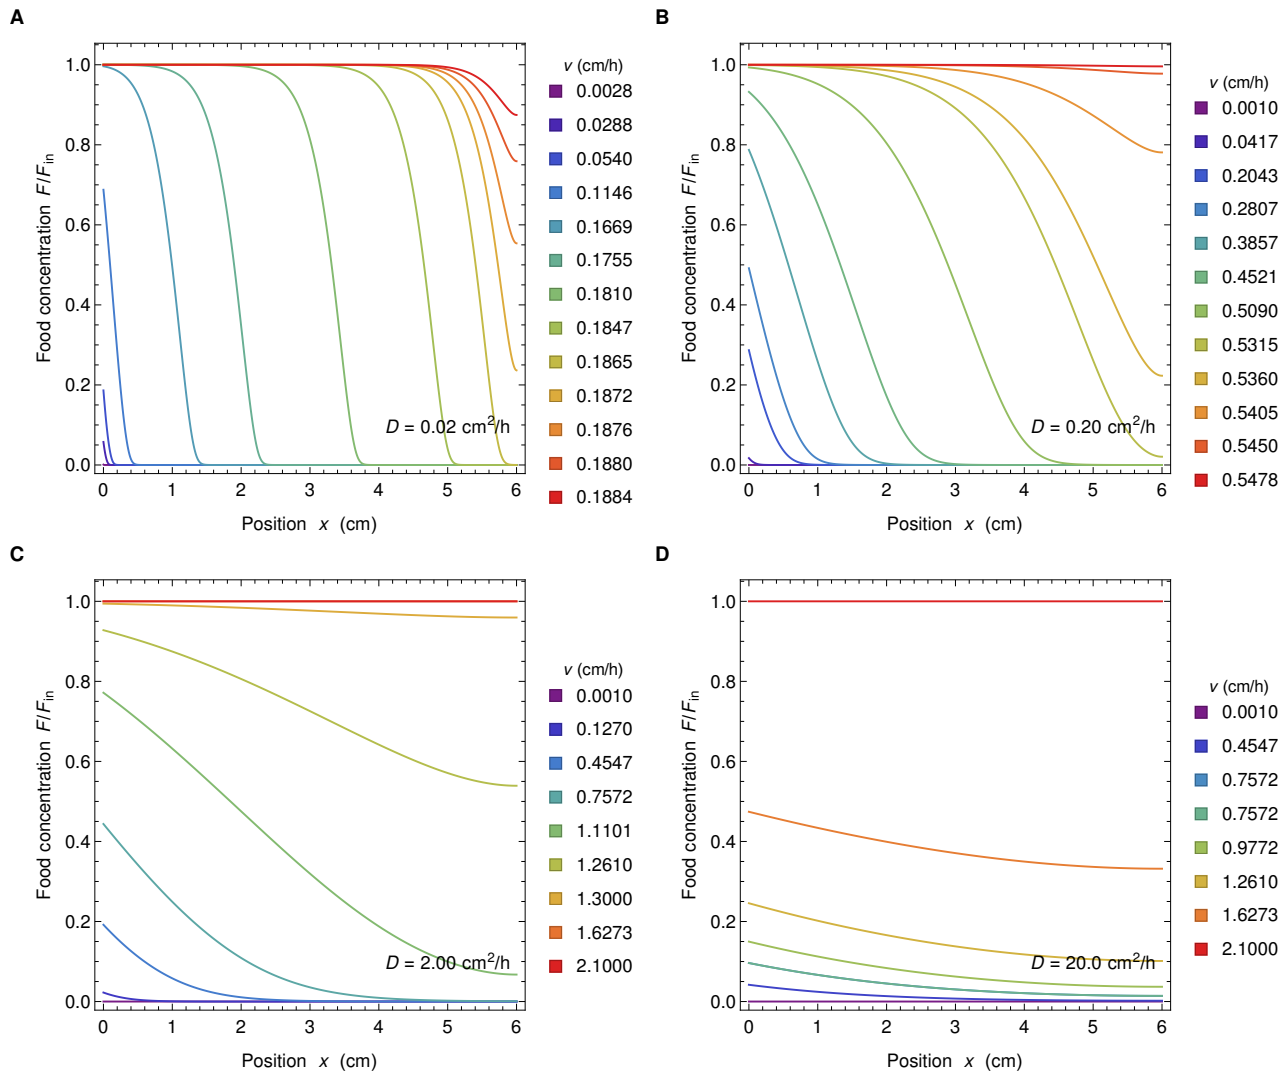 A
Food concentration F/F_in
1.0
0.8
0.6
0.4
0.2
0.0
D = 0.02 cm²/h
0 1 2 3 4 5 6
Position x (cm)
v (cm/h)
0.0028
0.0288
0.0540
0.1146
0.1669
0.1755
0.1810
0.1847
0.1865
0.1872
0.1876
0.1880
0.1884
B
Food concentration F/F_in
1.0
0.8
0.6
0.4
0.2
0.0
D = 0.20 cm²/h
0 1 2 3 4 5 6
Position x (cm)
v (cm/h)
0.0010
0.0417
0.2043
0.2807
0.3857
0.4521
0.5090
0.5315
0.5360
0.5405
0.5450
0.5478
C
Food concentration F/F_in
1.0
0.8
0.6
0.4
0.2
0.0
D = 2.00 cm²/h
0 1 2 3 4 5 6
Position x (cm)
v (cm/h)
0.0010
0.1270
0.4547
0.7572
1.1101
1.2610
1.3000
1.6273
2.1000
D
Food concentration F/F_in
1.0
0.8
0.6
0.4
0.2
0.0
D = 20.0 cm²/h
0 1 2 3 4 5 6
Position x (cm)
v (cm/h)
0.0010
0.4547
0.7572
0.7572
0.9772
1.2610
1.6273
2.1000